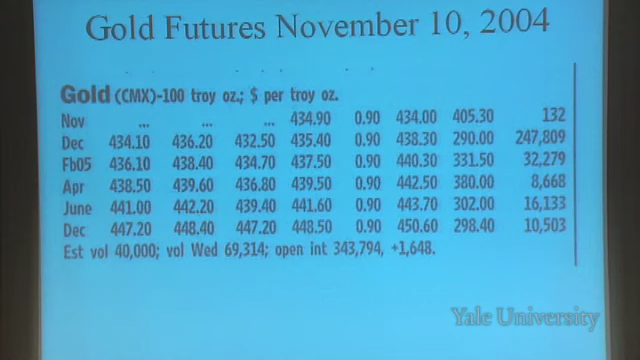 Gold Futures November 10, 2004
Gold (CMX)-100 troy oz.; $ per troy oz.
Nov ... ... ... 434.90 0.90 434.00 405.30 132
Dec 434.10 436.20 432.50 435.40 0.90 438.30 290.00 247,809
Fb05 436.10 438.40 434.70 437.50 0.90 440.30 331.50 32,279
Apr 438.50 439.60 436.80 439.50 0.90 442.50 380.00 8,668
June 441.00 442.20 439.40 441.60 0.90 443.70 302.00 16,133
Dec 447.20 448.40 447.20 448.50 0.90 450.60 298.40 10,503
Est vol 40,000; vol Wed 69,314; open int 343,794, +1,648.
Yale University